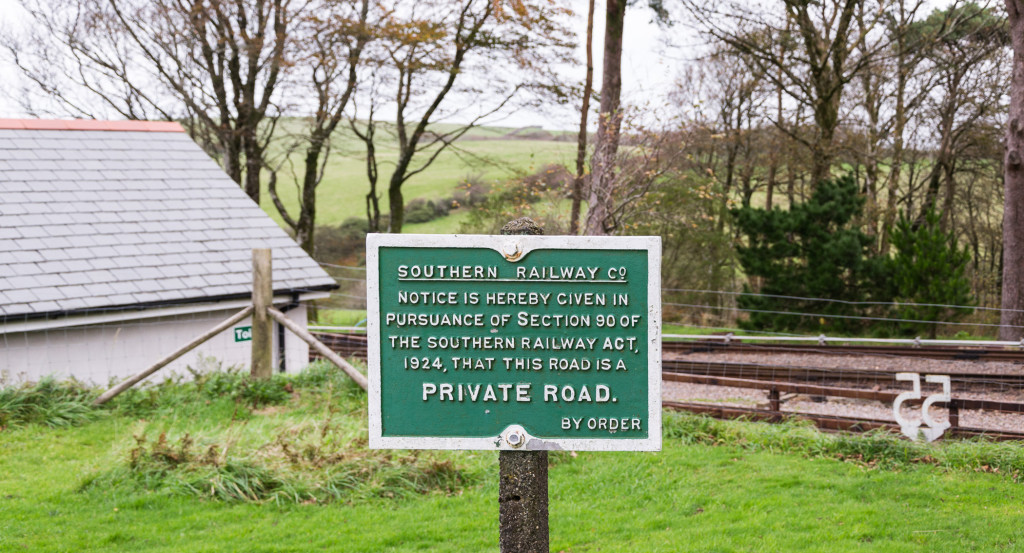 SOUTHERN RAILWAY Co
NOTICE IS HEREBY GIVEN IN
PURSUANCE OF SECTION 90 OF
THE SOUTHERN RAILWAY ACT,
1924, THAT THIS ROAD IS A
PRIVATE ROAD.
BY ORDER